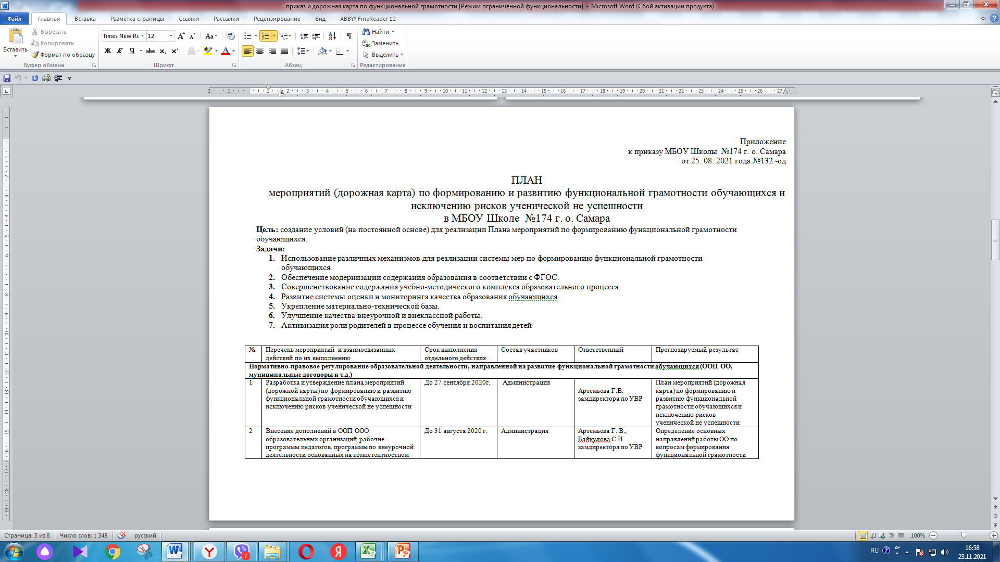 приказ и дорожная карта по функциональной грамотности [Режим ограниченной функциональности] - Microsoft Word (Сбой активации продукта)
Файл Главная Вставка Разметка страницы Ссылки Рассылки Рецензирование Вид ABBYY FineReader 12
Вставить
Вырезать
Копировать
Формат по образцу
Буфер обмена
Times New Rc 12
Шрифт
Абзац
Найти
Заменить
Выделить
Редактирование
Приложение
к приказу МБОУ Школы №174 г. о. Самара
от 25. 08. 2021 года №132 -од
ПЛАН
мероприятий (дорожная карта) по формированию и развитию функциональной грамотности обучающихся и
исключению рисков ученической не успешности
в МБОУ Школе №174 г. о. Самара
Цель: создание условий (на постоянной основе) для реализации Плана мероприятий по формированию функциональной грамотности
обучающихся.
Задачи:
1. Использование различных механизмов для реализации системы мер по формированию функциональной грамотности
обучающихся.
2. Обеспечение модернизации содержания образования в соответствии с ФГОС.
3. Совершенствование содержания учебно-методического комплекса образовательного процесса.
4. Развитие системы оценки и мониторинга качества образования обучающихся.
5. Укрепление материально-технической базы.
6. Улучшение качества внеурочной и внеклассной работы.
7. Активизация роли родителей в процессе обучения и воспитания детей
№
Перечень мероприятий и взаимосвязанных
действий по их выполнению
Срок выполнения
отдельного действия
Состав участников
Ответственный
Прогнозируемый результат
Нормативно-правовое регулирование образовательной деятельности, направленной на развитие функциональной грамотности обучающихся (ООП ОО,
муниципальные договоры и т.д.)
1
Разработка и утверждение плана мероприятий
(дорожной карты) по формированию и развитию
функциональной грамотности обучающихся и
исключению рисков ученической не успешности
До 27 сентября 2020г.
Администрация
Артемьева Г.В.
замдиректора по УВР
План мероприятий (дорожная
карта) по формированию и
развитию функциональной
грамотности обучающихся и
исключению рисков
ученической не успешности
2
Внесение дополнений в ООП ООО
образовательных организаций, рабочие
программы педагогов, программы по внеурочной
деятельности основанных на компетентностном
До 31 августа 2020 г.
Администрация
Артемьева Г. В.,
Байкулова С.Н.
замдиректора по УВР
Определение основных
направлений работы ОО по
вопросам формирования
функциональной грамотности
Страница: 3 из 8 Число слов: 1 348 русский 100%
7
RU 16:58
23.11.2021